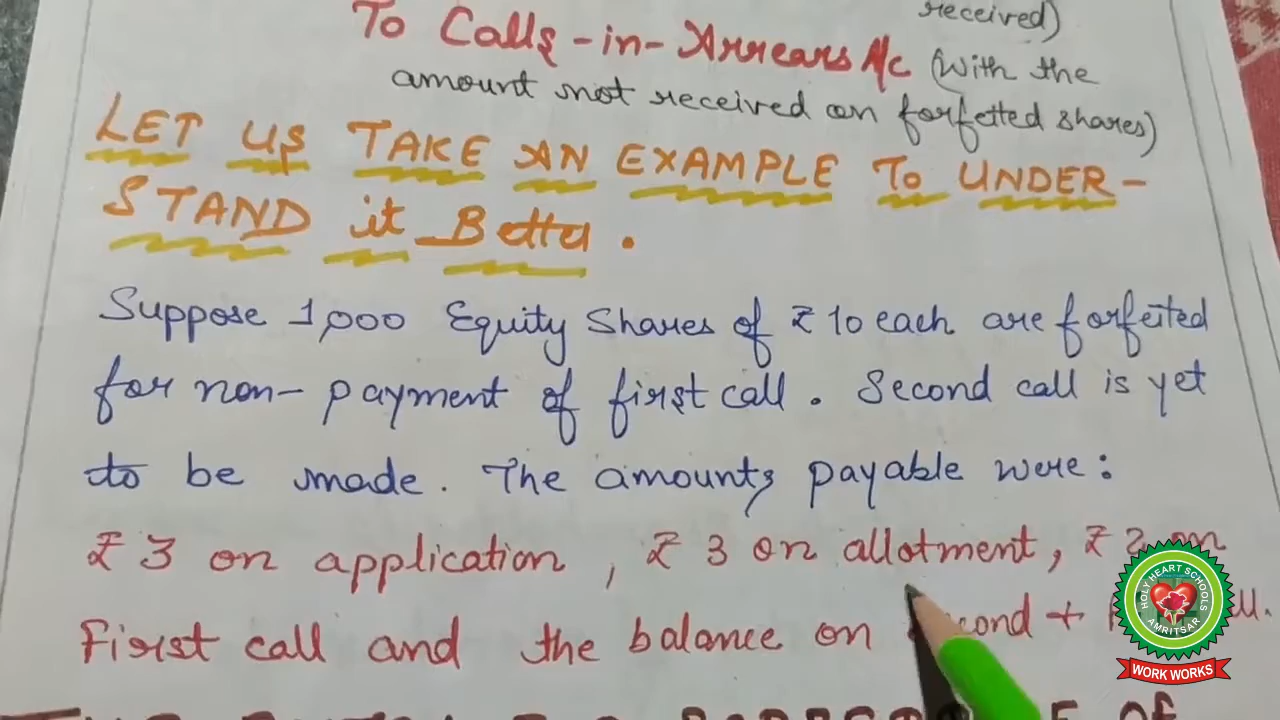 received)
To Calls-in-Arrears A/c (With the
amount not received on forfeited shares)
LET US TAKE AN EXAMPLE TO UNDER-
STAND it Better.
Suppose 1,000 Equity Shares of ₹10 each are forfeited
for non-payment of first call. Second call is yet
to be made. The amounts payable were:
₹3 on application, ₹3 on allotment, ₹2 on
First call and the balance on second +
HOLY HEART SCHOOLS
AMRITSAR
WORK WORKS